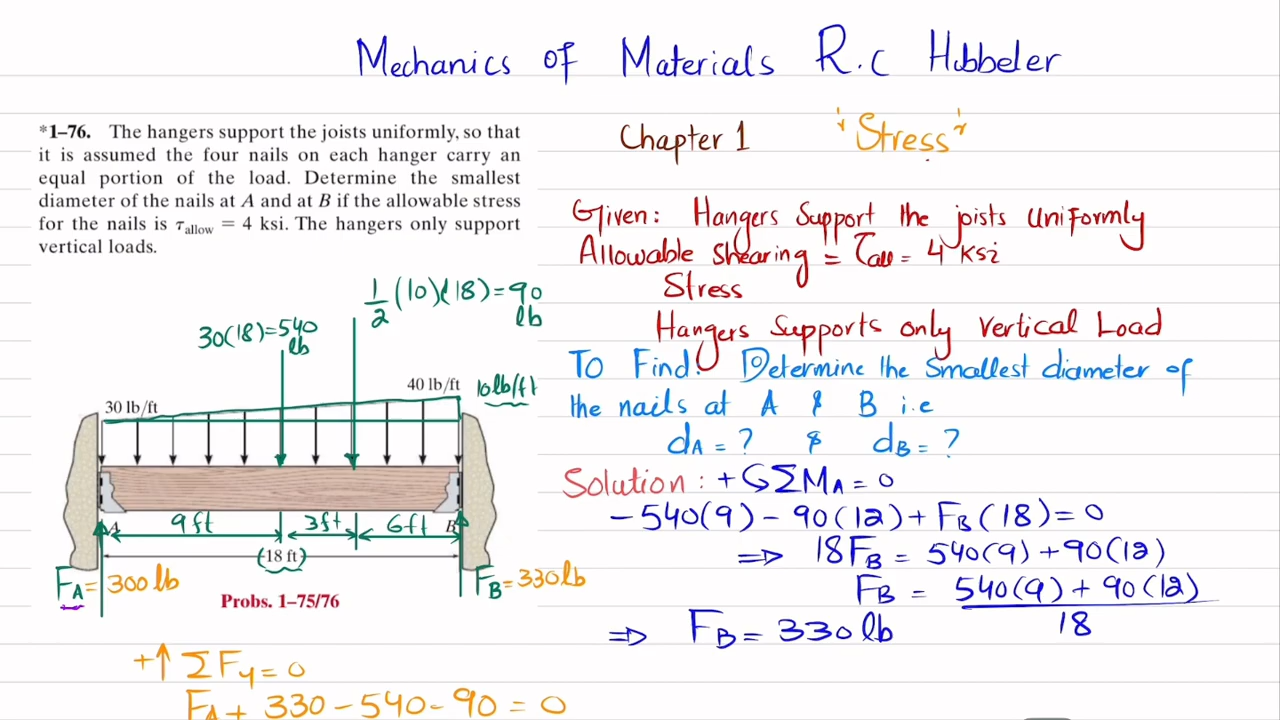 Mechanics of Materials R.C Hubbeler
*1–76. The hangers support the joists uniformly, so that
it is assumed the four nails on each hanger carry an
equal portion of the load. Determine the smallest
diameter of the nails at A and at B if the allowable stress
for the nails is τallow = 4 ksi. The hangers only support
vertical loads.
Chapter 1 'Stress'
Given: Hangers Support the joists Uniformly
Allowable Shearing = τall = 4 ksi
Stress
Hangers Supports only Vertical Load
To Find: Determine the smallest diameter of
the nails at A & B i.e
dA = ? & dB = ?
1/2 (10)(18) = 90
lb
30(18) = 540
lb
30 lb/ft
40 lb/ft
10 lb/ft
A 9 ft 3 ft 6 ft B
(18 ft)
FA = 300 lb
FB = 330 lb
Probs. 1–75/76
+↑ ΣFy = 0
FA + 330 - 540 - 90 = 0
Solution: +↺ ΣMA = 0
-540(9) - 90(12) + FB(18) = 0
⇒ 18FB = 540(9) + 90(12)
FB = 540(9) + 90(12)
18
⇒ FB = 330 lb